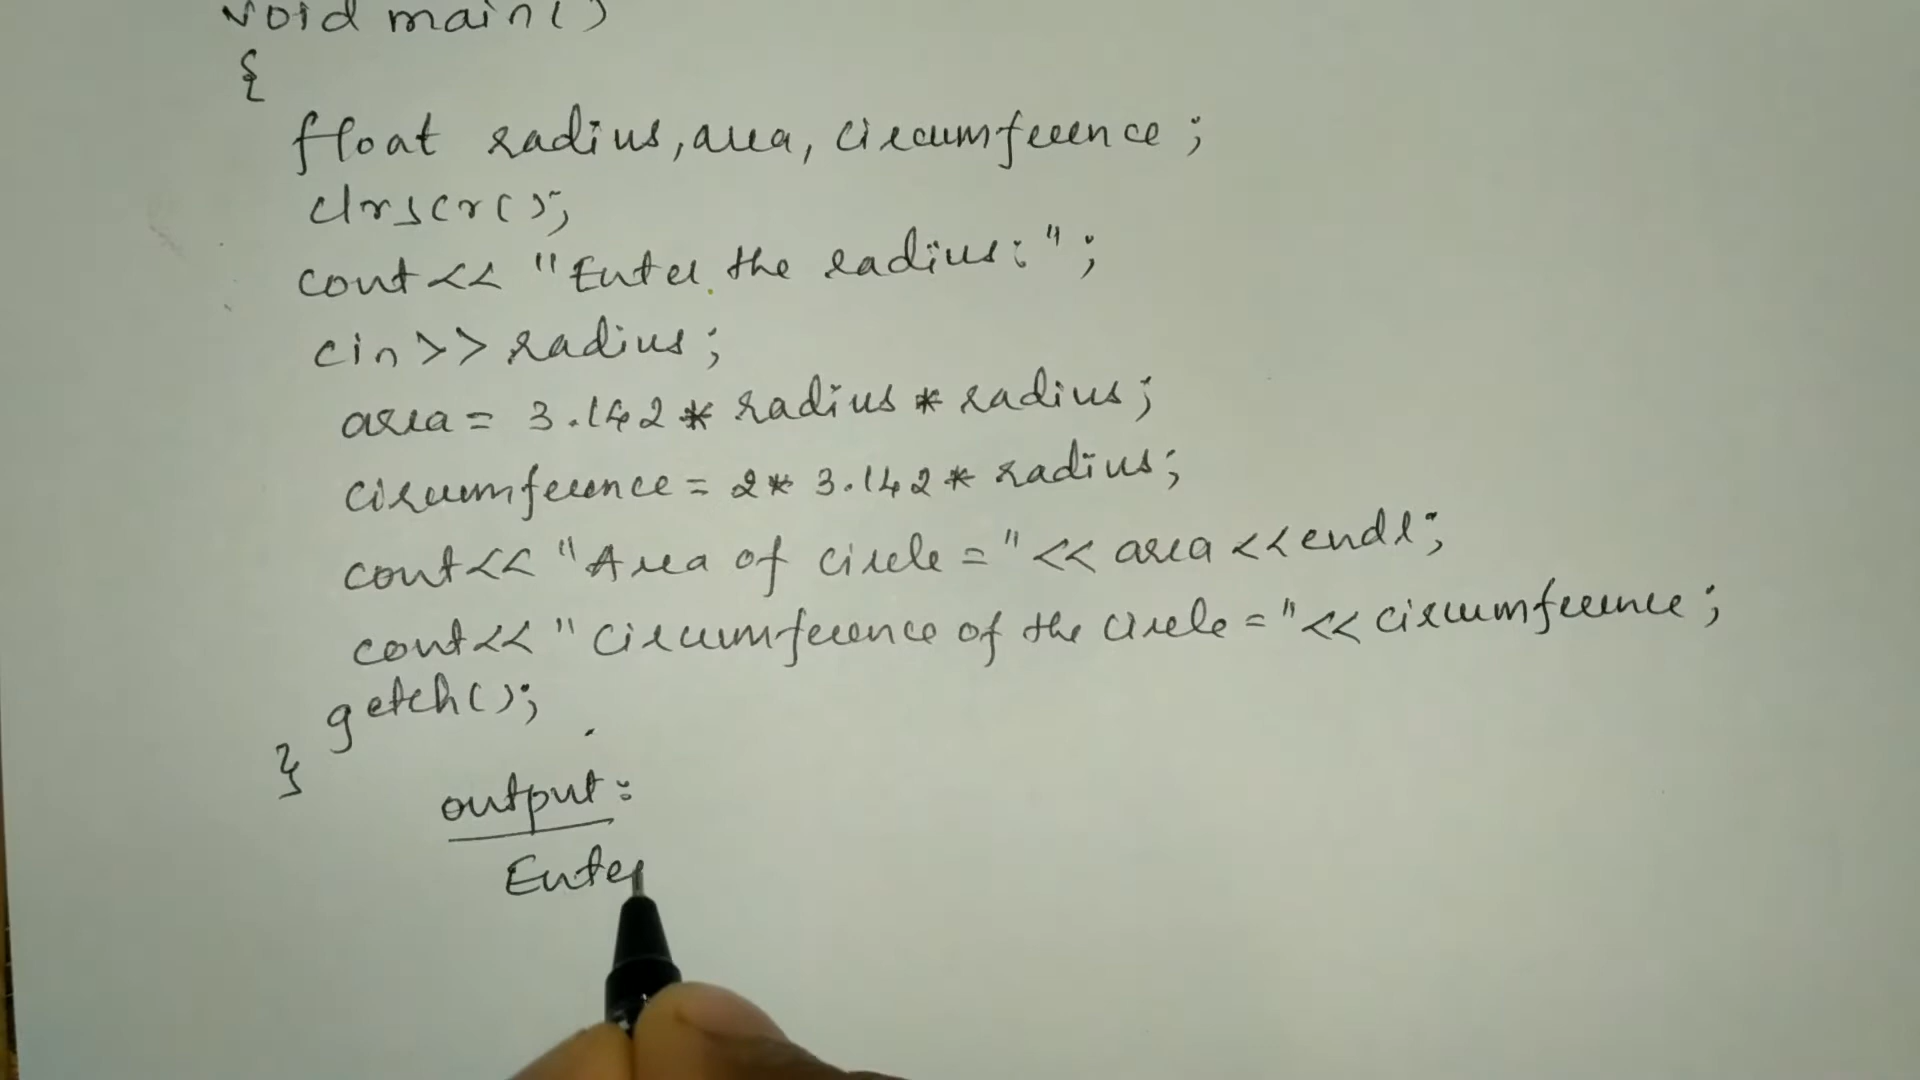 void main()
{
float radius, area, circumference;
clrscr();
cout<< "Enter the radius:";
cin>> radius;
area = 3.142 * radius * radius;
circumference = 2 * 3.142 * radius;
cout<< "Area of circle =" << area << endl;
cout<< "circumference of the circle =" << circumference;
getch();
}
output:
Enter